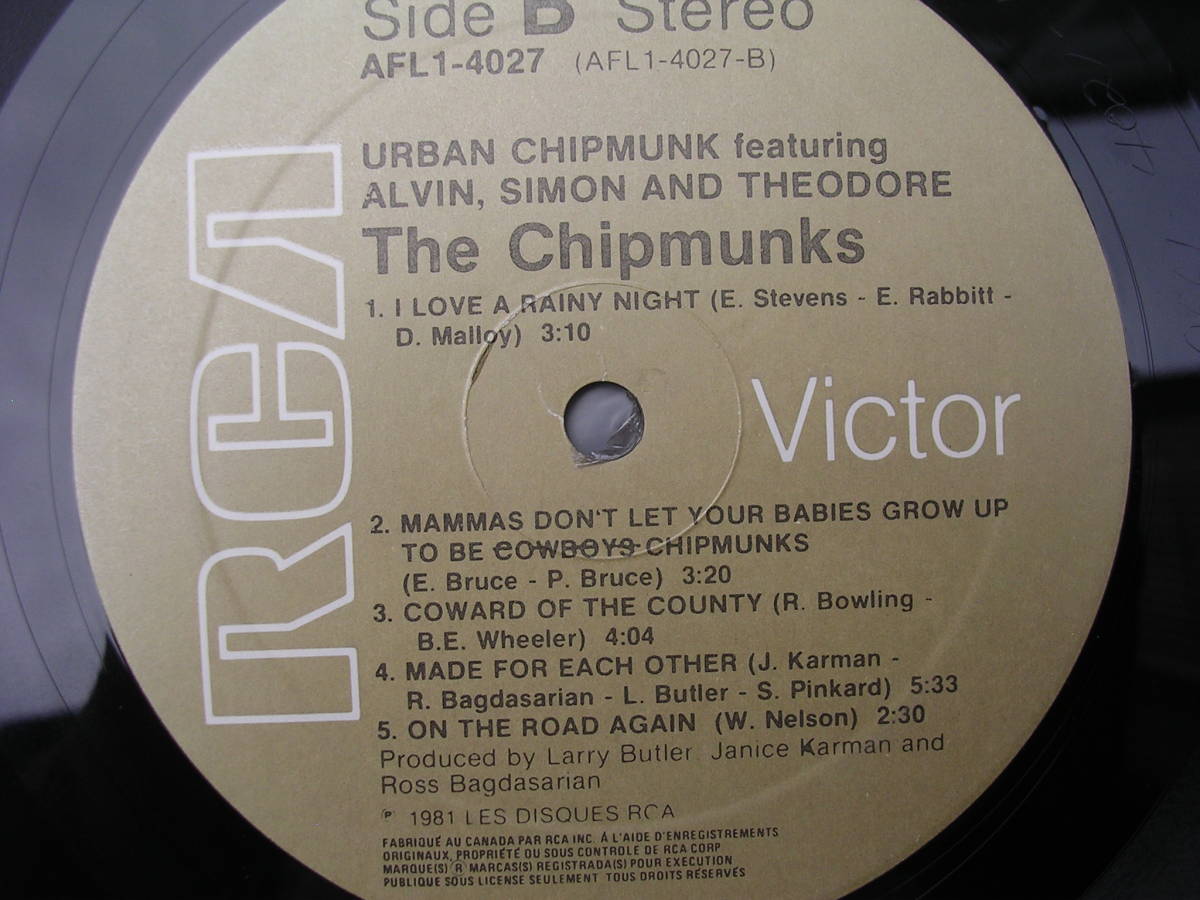 Side B Stereo
AFL1-4027 (AFL1-4027-B)
URBAN CHIPMUNK featuring
ALVIN, SIMON AND THEODORE
The Chipmunks
1. I LOVE A RAINY NIGHT (E. Stevens - E. Rabbitt -
D. Malloy) 3:10
RCA
Victor
2. MAMMAS DON'T LET YOUR BABIES GROW UP
TO BE COWBOYS CHIPMUNKS
(E. Bruce - P. Bruce) 3:20
3. COWARD OF THE COUNTY (R. Bowling -
B.E. Wheeler) 4:04
4. MADE FOR EACH OTHER (J. Karman -
R. Bagdasarian - L. Butler - S. Pinkard) 5:33
5. ON THE ROAD AGAIN (W. Nelson) 2:30
Produced by Larry Butler Janice Karman and
Ross Bagdasarian
℗ 1981 LES DISQUES RCA
FABRIQUÉ AU CANADA PAR RCA INC. À L'AIDE D'ENREGISTREMENTS
ORIGINAUX, PROPRIÉTÉ OU SOUS CONTROLE DE RCA CORP
MARQUE(S) ® MARCAS(S) REGISTRADA(S) POUR EXECUTION
PUBLIQUE SOUS LICENSE SEULEMENT TOUS DROITS RÉSERVÉS